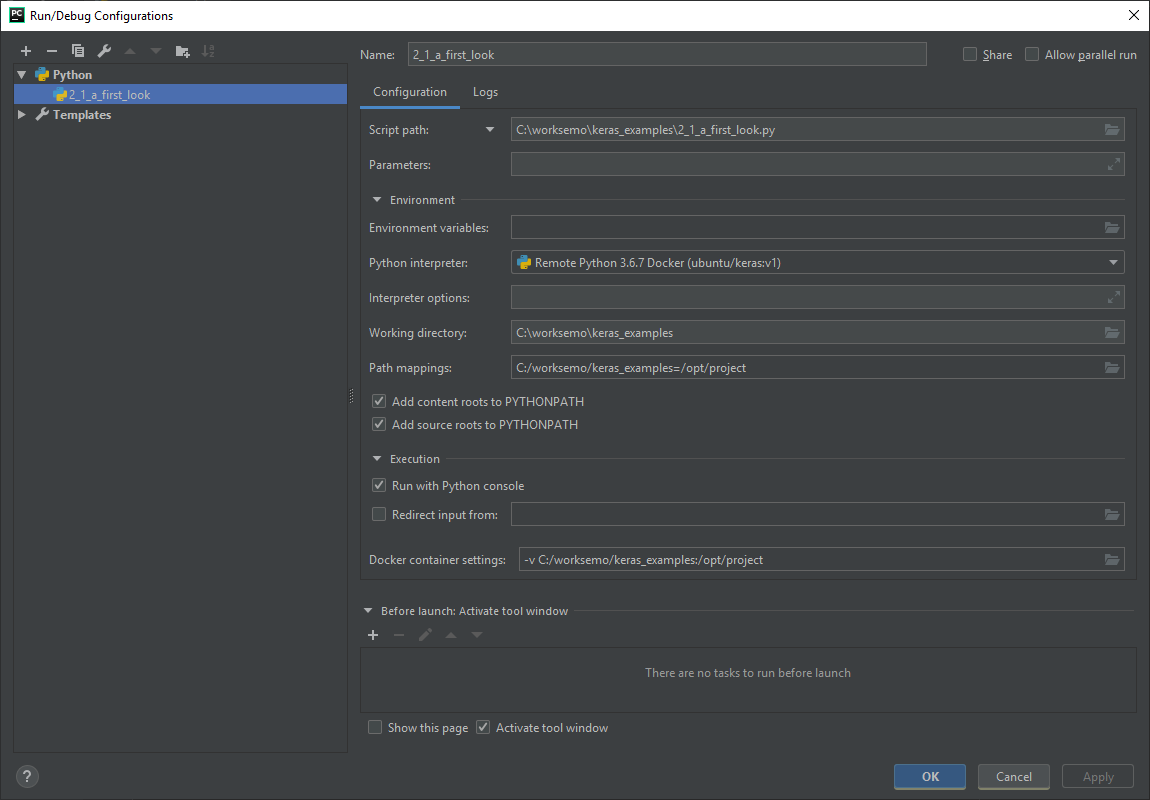 PC
Run/Debug Configurations
Name: 2_1_a_first_look Share Allow parallel run
Python
2_1_a_first_look
Templates
Configuration Logs
Script path: C:\worksemo\keras_examples\2_1_a_first_look.py
Parameters:
Environment
Environment variables:
Python interpreter: Remote Python 3.6.7 Docker (ubuntu/keras:v1)
Interpreter options:
Working directory: C:\worksemo\keras_examples
Path mappings: C:/worksemo/keras_examples=/opt/project
Add content roots to PYTHONPATH
Add source roots to PYTHONPATH
Execution
Run with Python console
Redirect input from:
Docker container settings: -v C:/worksemo/keras_examples:/opt/project
Before launch: Activate tool window
There are no tasks to run before launch
Show this page Activate tool window
? OK Cancel Apply